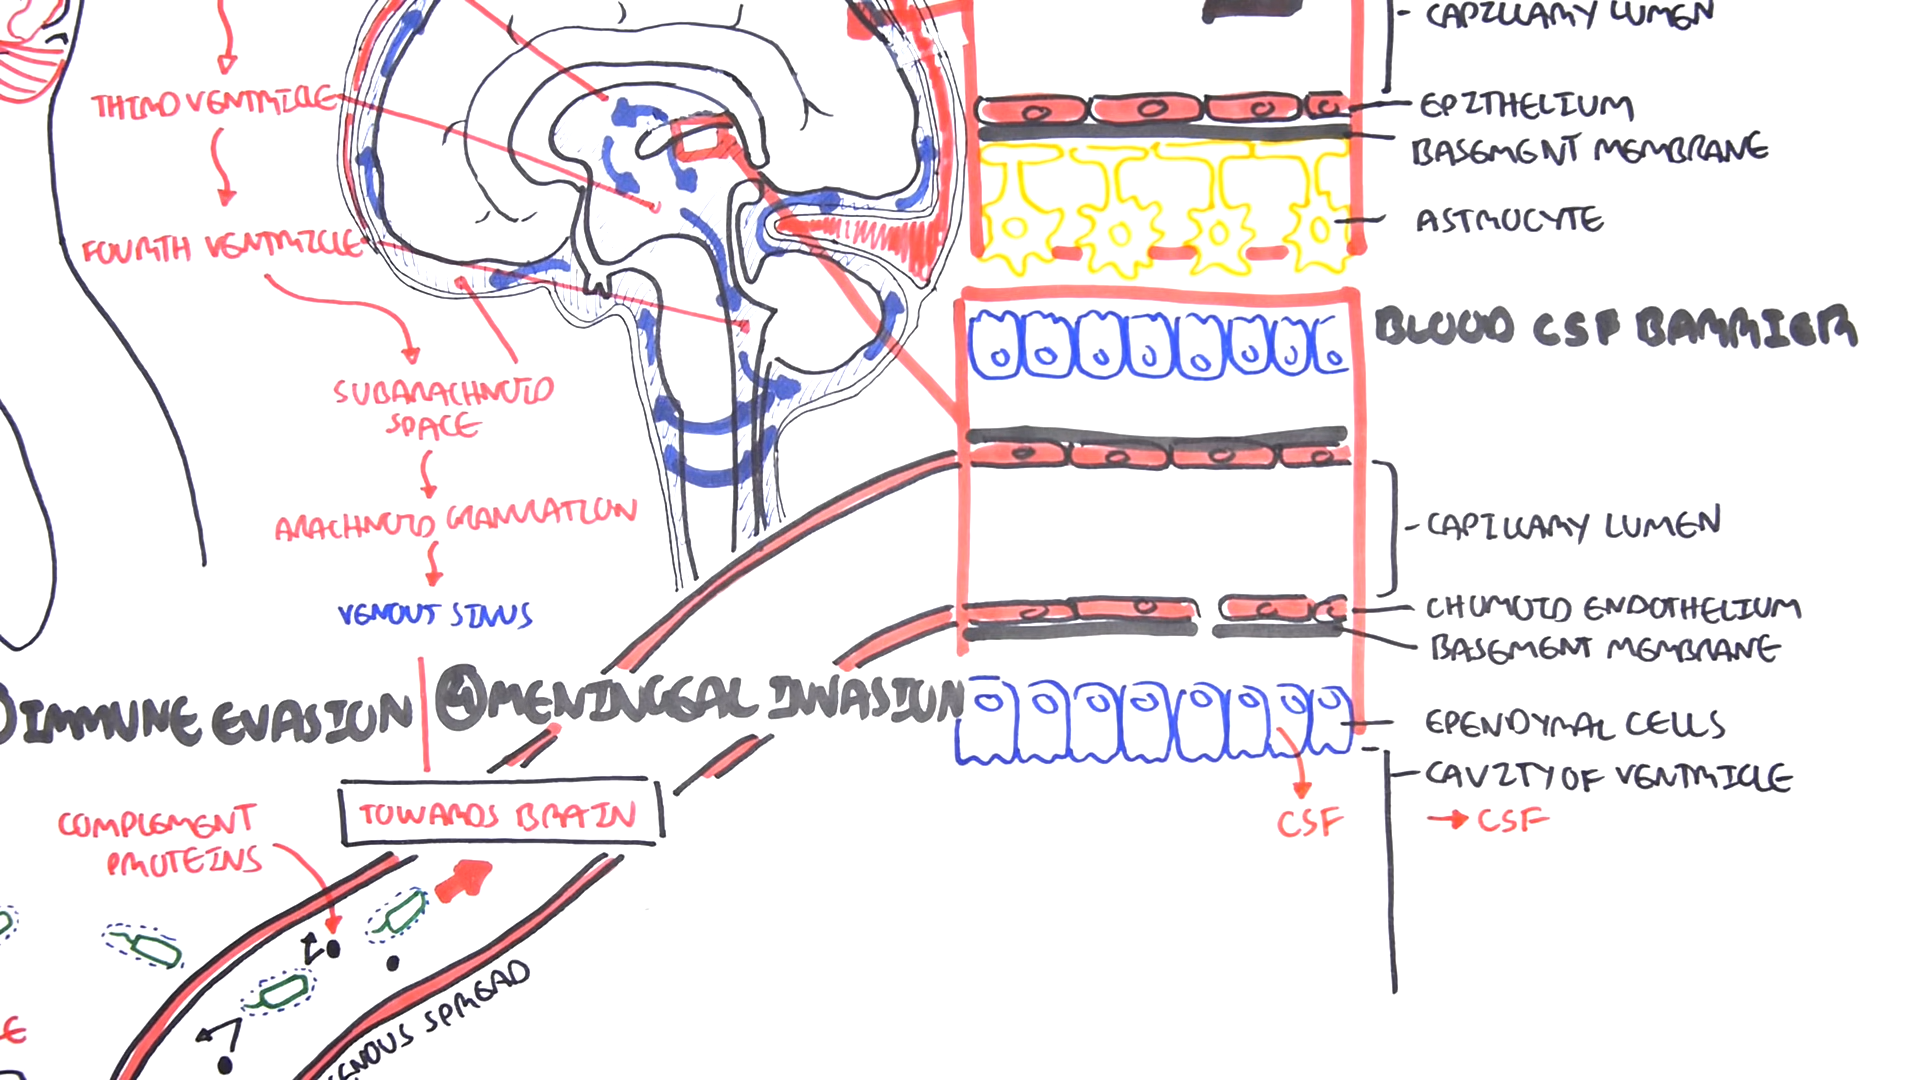 CAPILLARY LUMEN
THIRD VENTRICLE
EPITHELIUM
BASEMENT MEMBRANE
ASTROCYTE
FOURTH VENTRICLE
BLOOD CSF BARRIER
SUBARACHNOID
SPACE
ARACHNOID GRANULATION
CAPILLARY LUMEN
VENOUT SINUS
CHOROID ENDOTHELIUM
BASEMENT MEMBRANE
IMMUNE EVASION
4 MENINGEAL INVASION
EPENDYMAL CELLS
CAVITY OF VENTRICLE
CSF
→ CSF
TOWARDS BRAIN
COMPLEMENT
PROTEINS
ENOUS SPREAD